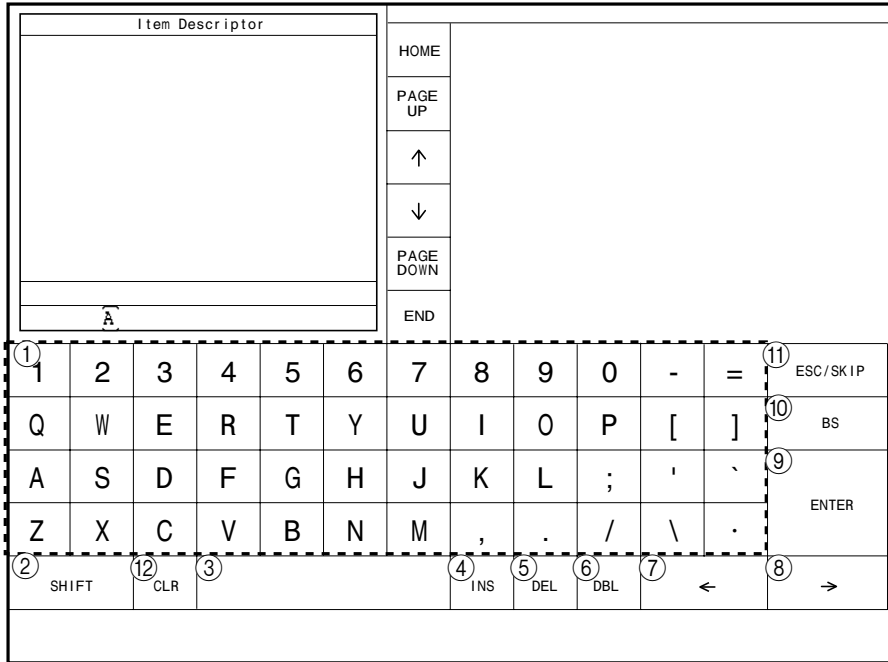 Item Descriptor
HOME
PAGE
UP
↑
↓
PAGE
DOWN
A
END
① 1 2 3 4 5 6 7 8 9 0 - = ⑪ ESC/SKIP
Q W E R T Y U I O P [ ] ⑩ BS
A S D F G H J K L ; ' ` ⑨ ENTER
Z X C V B N M , . / \ ·
② SHIFT ⑫ CLR ③ ④ INS ⑤ DEL ⑥ DBL ⑦ ← ⑧ →